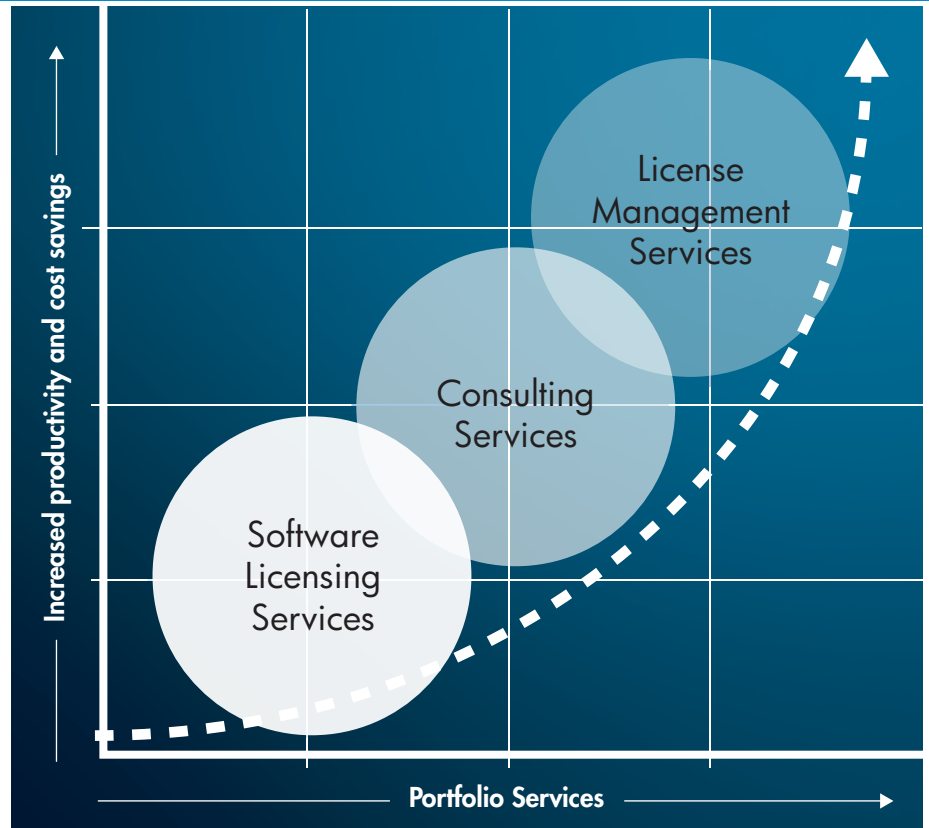 Increased productivity and cost savings
License
Management
Services
Consulting
Services
Software
Licensing
Services
Portfolio Services